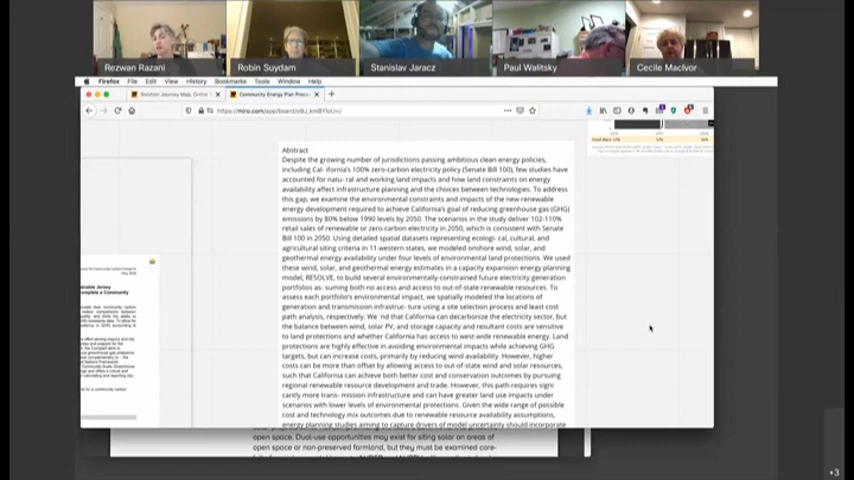 Rezwan Razani
Robin Suydam
Stanislav Jaracz
Paul Walitsky
Cecile MacIvor
Firefox File Edit View History Bookmarks Tools Window Help
Solution Journey Map, Online
Community Energy Plan Proce
Abstract
Despite the growing number of jurisdictions passing ambitious clean energy policies,
including Cal- ifornia's 100% zero-carbon electricity policy (Senate Bill 100), few studies have
accounted for natu- ral and working land impacts and how land constraints on energy
availability affect infrastructure planning and the choices between technologies. To address
this gap, we examine the environmental constraints and impacts of the new renewable
energy development required to achieve California's goal of reducing greenhouse gas (GHG)
emissions by 80% below 1990 levels by 2050. The scenarios in the study deliver 102-110%
retail sales of renewable or zero-carbon electricity in 2050, which is consistent with Senate
Bill 100 in 2050. Using detailed spatial datasets representing ecologi- cal, cultural, and
agricultural siting criteria in 11 western states, we modeled onshore wind, solar, and
geothermal energy availability under four levels of environmental land protections. We used
these wind, solar, and geothermal energy estimates in a capacity expansion energy planning
model, RESOLVE, to build several environmentally-constrained future electricity generation
portfolios as- suming both no access and access to out-of-state renewable resources. To
assess each portfolio's environmental impact, we spatially modeled the locations of
generation and transmission infrastruc- ture using a site selection process and least cost
path analysis, respectively. We nd that California can decarbonize the electricity sector, but
the balance between wind, solar PV, and storage capacity and resultant costs are sensitive
to land protections and whether California has access to west-wide renewable energy. Land
protections are highly effective in avoiding environmental impacts while achieving GHG
targets, but can increase costs, primarily by reducing wind availability. However, higher
costs can be more than offset by allowing access to out-of-state wind and solar resources,
such that California can achieve both better cost and conservation outcomes by pursuing
regional renewable resource development and trade. However, this path requires signi
cantly more trans- mission infrastructure and can have greater land use impacts under
scenarios with lower levels of environmental protections. Given the wide range of possible
cost and technology mix outcomes due to renewable resource availability assumptions,
energy planning studies aiming to capture drivers of model uncertainty should incorporate
open space. Dual-use opportunities may exist for siting solar on areas of
open space or non-preserved farmland, but they must be examined care-
+3